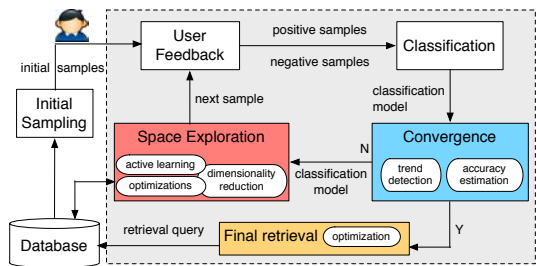 User
Feedback
positive samples
negative samples
Classification
initial samples
Initial
Sampling
next sample
classification
model
Space Exploration
active learning
optimizations
dimensionality
reduction
N
classification
model
Convergence
trend
detection
accuracy
estimation
Y
Database
retrieval query
Final retrieval
optimization